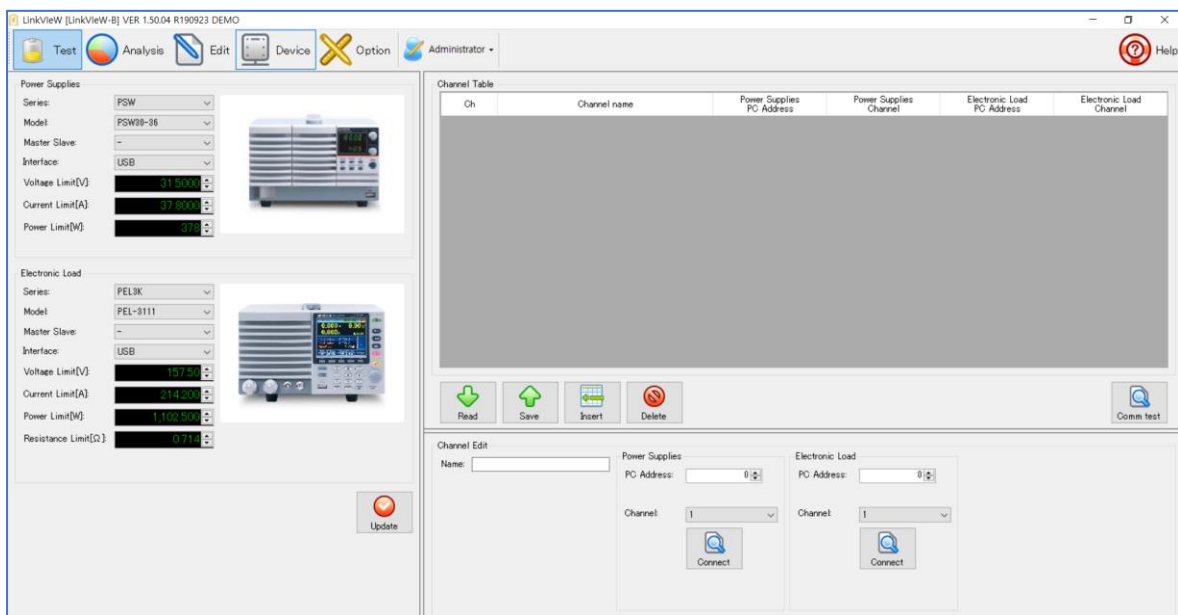 LinkVIeW [LinkVIeW-B] VER 1.50.04 R190923 DEMO
Test Analysis Edit Device Option Administrator Help
Power Supplies
Series: PSW
Model: PSW30-36
Master Slave: -
Interface: USB
Voltage Limit[V]: 31.5000
Current Limit[A]: 37.8000
Power Limit[W]: 378
Electronic Load
Series: PEL3K
Model: PEL-3111
Master Slave: -
Interface: USB
Voltage Limit[V]: 157.50
Current Limit[A]: 214.200
Power Limit[W]: 1,102.500
Resistance Limit[Ω]: 0.714
Update
Channel Table
Ch Channel name Power Supplies PC Address Power Supplies Channel Electronic Load PC Address Electronic Load Channel
Read Save Insert Delete Comm test
Channel Edit
Name:
Power Supplies
PC Address: 0
Channel: 1
Connect
Electronic Load
PC Address: 0
Channel: 1
Connect